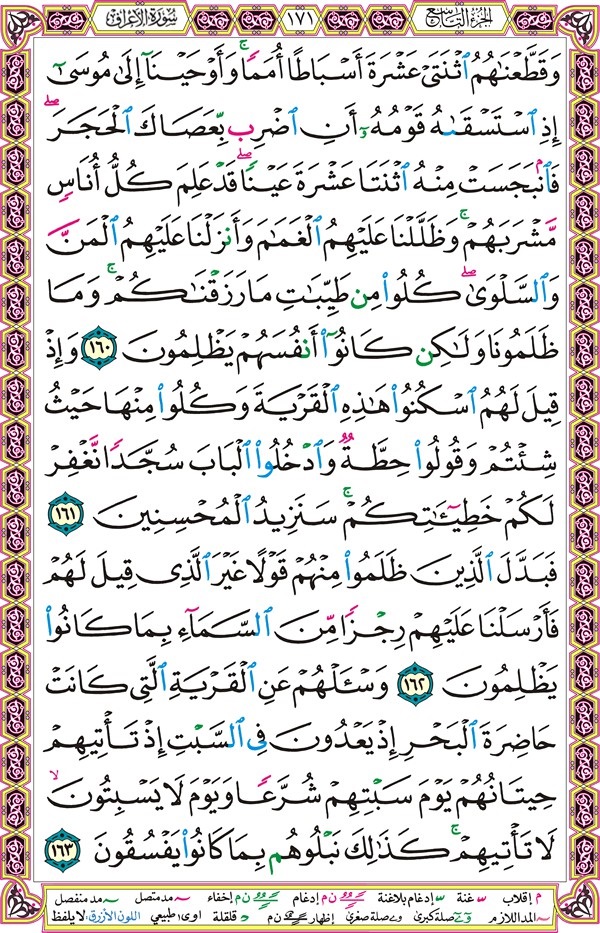 الجزء التاسع ١٧١ سورة الأعراف
وَقَطَّعْنَٰهُمُ ٱثْنَتَىْ عَشْرَةَ أَسْبَاطًا أُمَمًا ۚ وَأَوْحَيْنَآ إِلَىٰ مُوسَىٰٓ
إِذِ ٱسْتَسْقَىٰهُ قَوْمُهُۥٓ أَنِ ٱضْرِب بِّعَصَاكَ ٱلْحَجَرَ ۖ
فَٱنۢبَجَسَتْ مِنْهُ ٱثْنَتَا عَشْرَةَ عَيْنًا ۖ قَدْ عَلِمَ كُلُّ أُنَاسٍ
مَّشْرَبَهُمْ ۚ وَظَلَّلْنَا عَلَيْهِمُ ٱلْغَمَٰمَ وَأَنزَلْنَا عَلَيْهِمُ ٱلْمَنَّ
وَٱلسَّلْوَىٰ ۖ كُلُوا۟ مِن طَيِّبَٰتِ مَا رَزَقْنَٰكُمْ ۚ وَمَا
ظَلَمُونَا وَلَٰكِن كَانُوٓا۟ أَنفُسَهُمْ يَظْلِمُونَ ١٦٠ وَإِذْ
قِيلَ لَهُمُ ٱسْكُنُوا۟ هَٰذِهِ ٱلْقَرْيَةَ وَكُلُوا۟ مِنْهَا حَيْثُ
شِئْتُمْ وَقُولُوا۟ حِطَّةٌ وَٱدْخُلُوا۟ ٱلْبَابَ سُجَّدًا نَّغْفِرْ
لَكُمْ خَطِيٓـَٰٔتِكُمْ ۚ سَنَزِيدُ ٱلْمُحْسِنِينَ ١٦١
فَبَدَّلَ ٱلَّذِينَ ظَلَمُوا۟ مِنْهُمْ قَوْلًا غَيْرَ ٱلَّذِى قِيلَ لَهُمْ
فَأَرْسَلْنَا عَلَيْهِمْ رِجْزًا مِّنَ ٱلسَّمَآءِ بِمَا كَانُوا۟
يَظْلِمُونَ ١٦٢ وَسْـَٔلْهُمْ عَنِ ٱلْقَرْيَةِ ٱلَّتِى كَانَتْ
حَاضِرَةَ ٱلْبَحْرِ إِذْ يَعْدُونَ فِى ٱلسَّبْتِ إِذْ تَأْتِيهِمْ
حِيتَانُهُمْ يَوْمَ سَبْتِهِمْ شُرَّعًا وَيَوْمَ لَا يَسْبِتُونَ ۙ
لَا تَأْتِيهِمْ ۚ كَذَٰلِكَ نَبْلُوهُم بِمَا كَانُوا۟ يَفْسُقُونَ ١٦٣
م إقلاب غنة إدغام بلاغنة ن م إدغام ن م إخفاء مد متصل مد منفصل
المد اللازم صلة كبرى صلة صغرى إظهار ن م قلقلة اوى طبيعي اللون الأزرق: لا يلفظ